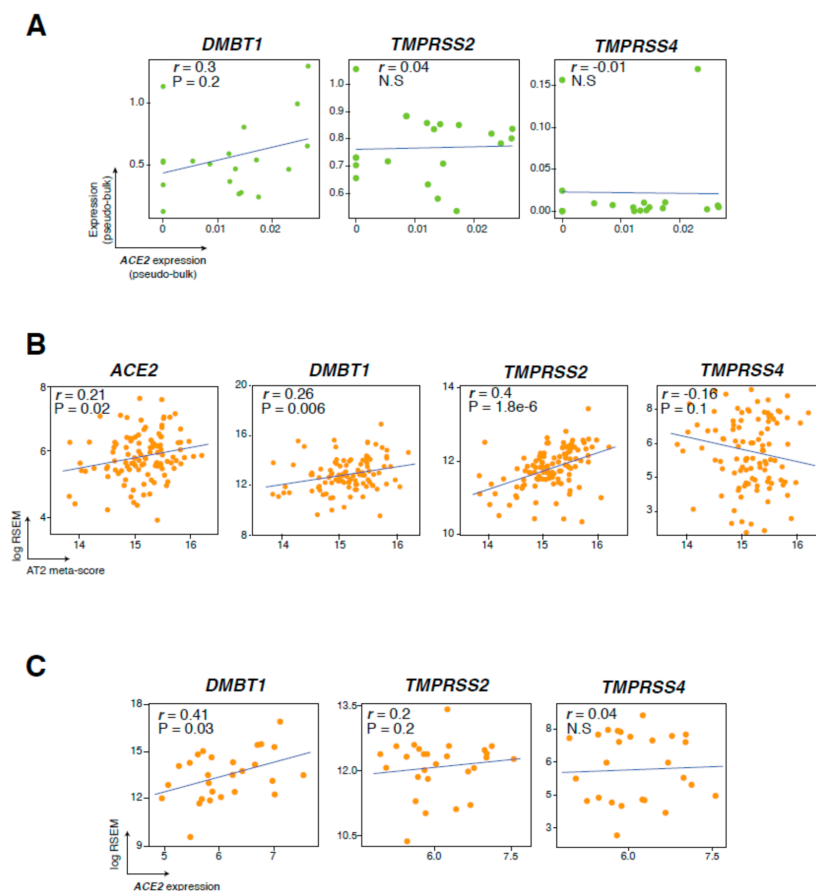 A
DMBT1
TMPRSS2
TMPRSS4
r = 0.3
P = 0.2
r = 0.04
N.S
r = -0.01
N.S
1.0
0.5
1.0
0.9
0.8
0.7
0.6
0.15
0.10
0.05
0.00
0
0.01
0.02
0
0.01
0.02
0
0.01
0.02
Expression
(pseudo-bulk)
ACE2 expression
(pseudo-bulk)
B
ACE2
DMBT1
TMPRSS2
TMPRSS4
r = 0.21
P = 0.02
r = 0.26
P = 0.006
r = 0.4
P = 1.8e-6
r = -0.16
P = 0.1
8
6
4
20
16
12
8
14
12
10
8
6
5
3
14
15
16
14
15
16
14
15
16
14
15
16
log RSEM
AT2 meta-score
C
DMBT1
TMPRSS2
TMPRSS4
r = 0.41
P = 0.03
r = 0.2
P = 0.2
r = 0.04
N.S
18
15
12
9
13.5
12.0
10.5
8
6
3
5
6
7
6.0
7.5
6.0
7.5
log RSEM
ACE2 expression